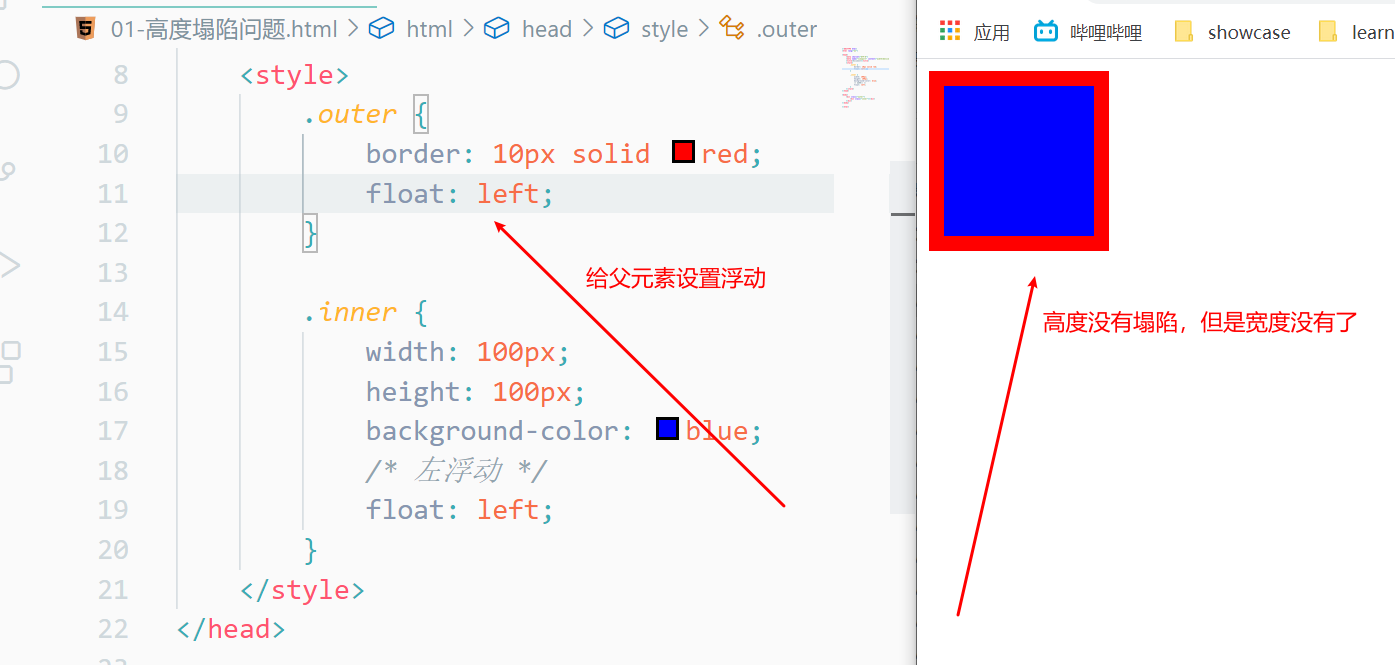 01-高度塌陷问题.html > html > head > style > .outer
应用 哔哩哔哩 showcase learn
8 <style>
9 .outer {
10 border: 10px solid red;
11 float: left;
12 }
13
14 .inner {
15 width: 100px;
16 height: 100px;
17 background-color: blue;
18 /* 左浮动 */
19 float: left;
20 }
21 </style>
22 </head>
给父元素设置浮动
高度没有塌陷，但是宽度没有了